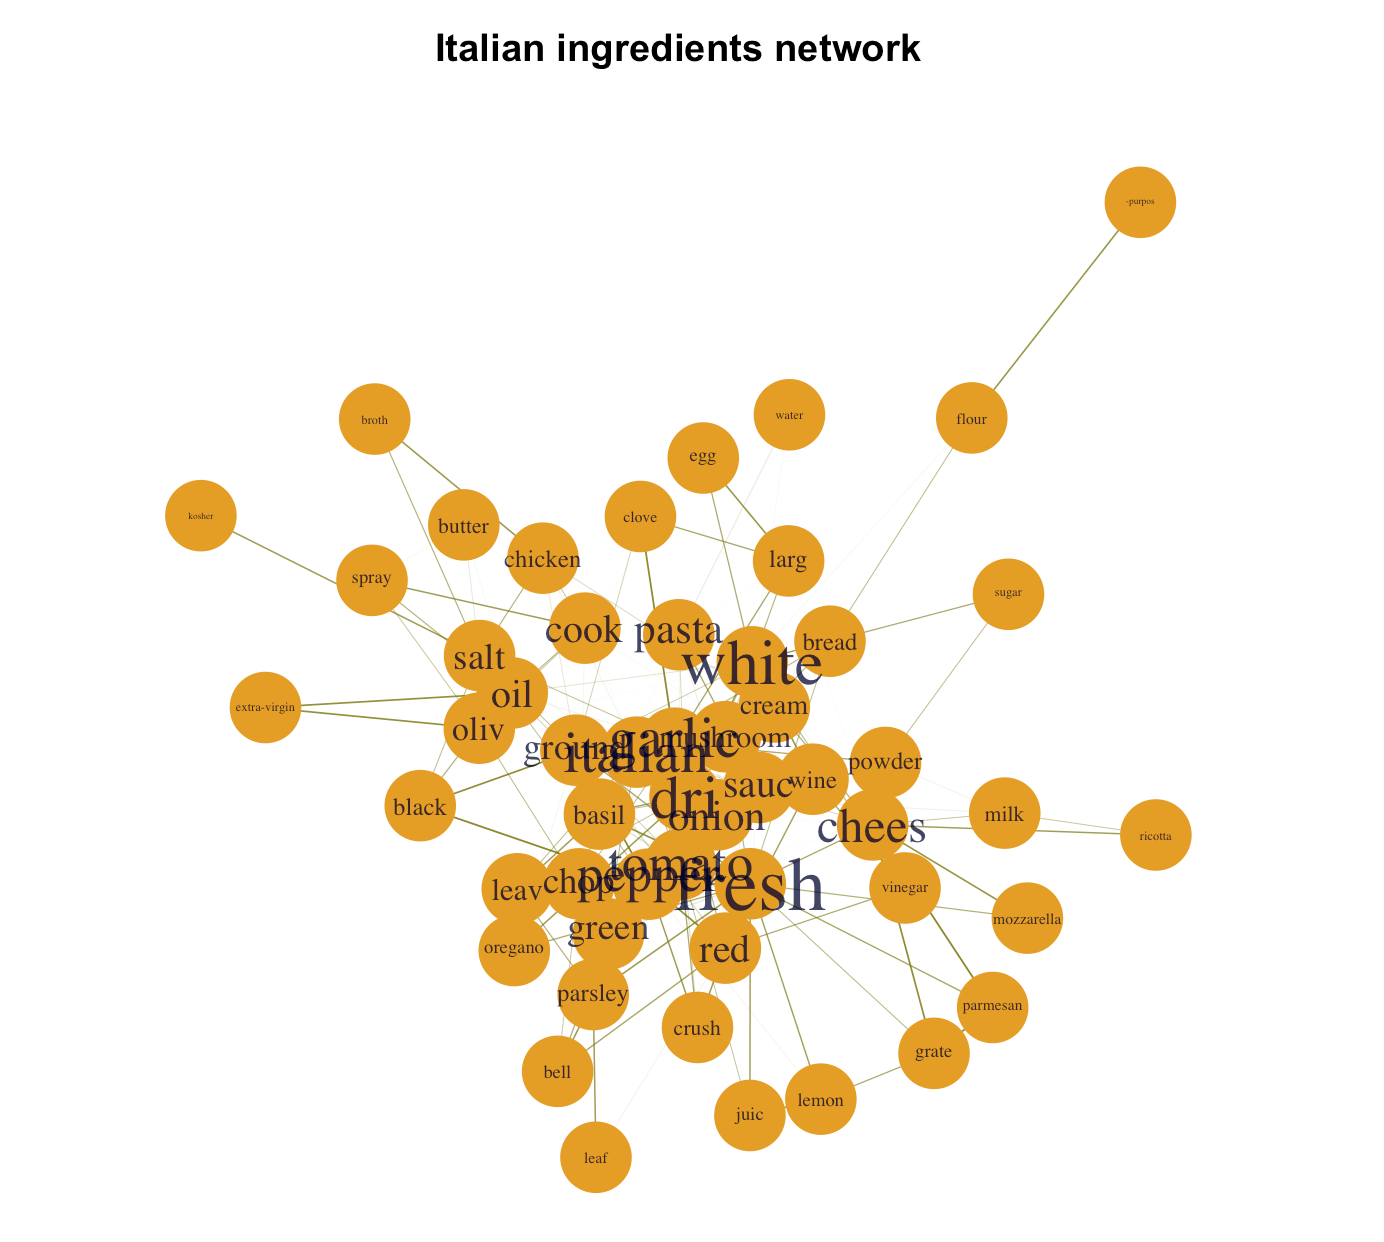 Italian ingredients network
-purpos
broth
water
flour
egg
kosher
clove
butter
chicken
larg
spray
sugar
cook
pasta
bread
salt
white
oil
extra-virgin
cream
oliv
garlic
mushroom
ground
italian
powder
wine
sauc
dri
black
basil
onion
milk
chees
ricotta
tomato
pepper
chop
fresh
leav
vinegar
mozzarella
green
oregano
red
parsley
parmesan
crush
grate
bell
lemon
juic
leaf